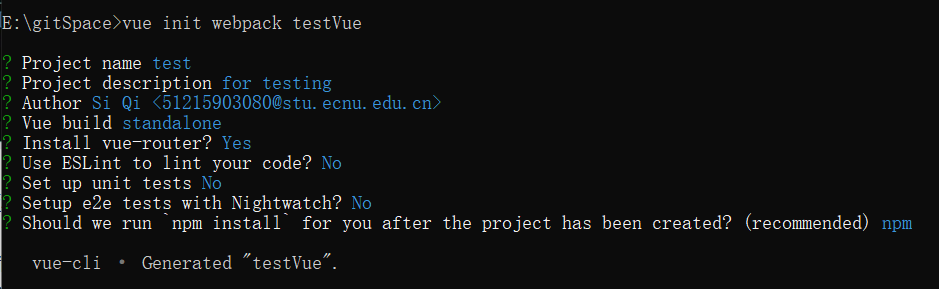 E:\gitSpace>vue init webpack testVue
? Project name test
? Project description for testing
? Author Si Qi <51215903080@stu.ecnu.edu.cn>
? Vue build standalone
? Install vue-router? Yes
? Use ESLint to lint your code? No
? Set up unit tests No
? Setup e2e tests with Nightwatch? No
? Should we run `npm install` for you after the project has been created? (recommended) npm
vue-cli · Generated "testVue".